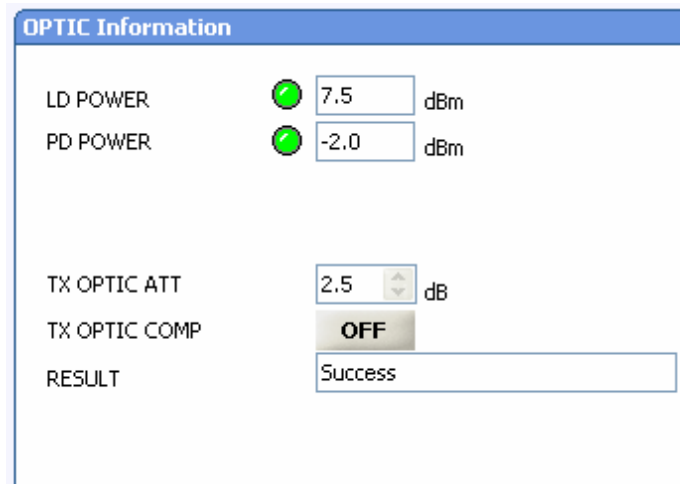 OPTIC Information
LD POWER 7.5 dBm
PD POWER -2.0 dBm
TX OPTIC ATT 2.5 dB
TX OPTIC COMP OFF
RESULT Success